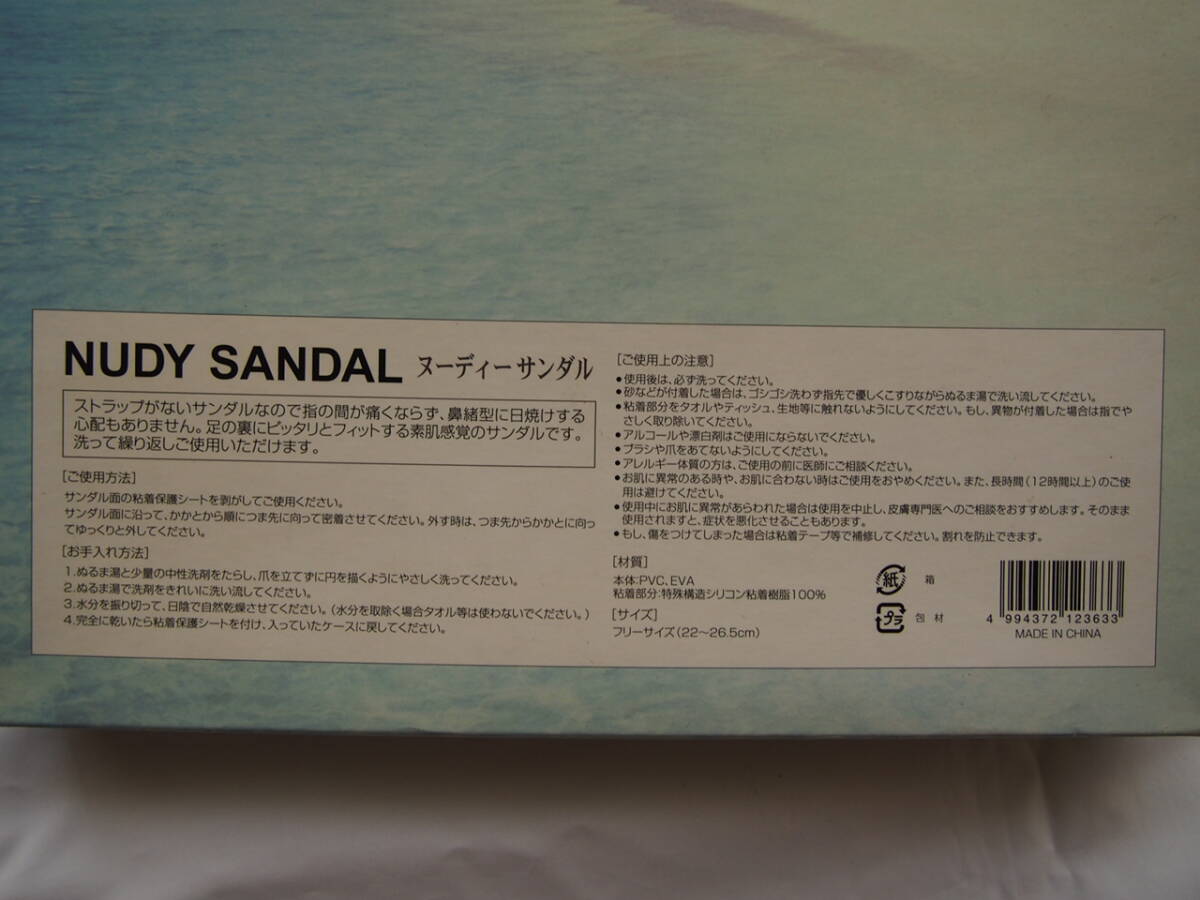 NUDY SANDAL ヌーディーサンダル
ストラップがないサンダルなので指の間が痛くならず、鼻緒型に日焼けする
心配もありません。足の裏にピッタリとフィットする素肌感覚のサンダルです。
洗って繰り返しご使用いただけます。
[ご使用方法]
サンダル面の粘着保護シートを剥がしてご使用ください。
サンダル面に沿って、かかとから順につま先に向って密着させてください。外す時は、つま先からかかとに向っ
てゆっくりと外してください。
[お手入れ方法]
1.ぬるま湯と少量の中性洗剤をたらし、爪を立てずに円を描くようにやさしく洗ってください。
2.ぬるま湯で洗剤をきれいに洗い流してください。
3.水分を振り切って、日陰で自然乾燥させてください。(水分を取除く場合タオル等は使わないでください。)
4.完全に乾いたら粘着保護シートを付け、入っていたケースに戻してください。
[ご使用上の注意]
●使用後は、必ず洗ってください。
●砂などが付着した場合は、ゴシゴシ洗わず指先で優しくこすりながらぬるま湯で洗い流してください。
●粘着部分をタオルやティッシュ、生地等に触れないようにしてください。もし、異物が付着した場合は指でや
さしく取り除いてください。
●アルコールや漂白剤はご使用にならないでください。
●ブラシや爪をあてないようにしてください。
●アレルギー体質の方は、ご使用の前に医師にご相談ください。
●お肌に異常のある時や、お肌に合わない時はご使用をおやめください。また、長時間(12時間以上)のご使
用は避けてください。
●使用中にお肌に異常があらわれた場合は使用を中止し、皮膚専門医へのご相談をおすすめします。そのまま
使用されますと、症状を悪化させることもあります。
●もし、傷をつけてしまった場合は粘着テープ等で補修してください。割れを防止できます。
[材質]
本体:PVC、EVA
粘着部分:特殊構造シリコン粘着樹脂100%
[サイズ]
フリーサイズ(22〜26.5cm)
紙 箱
プラ 包材
4 994372 123633
MADE IN CHINA